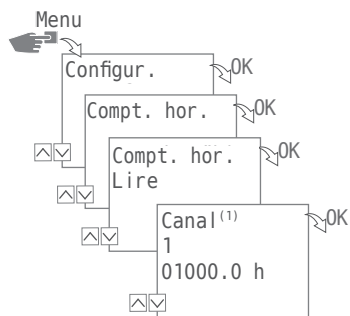 Menu
Configur.
OK
Compt. hor.
OK
Compt. hor.
OK
Lire
Canal(1)
OK
1
01000.0 h